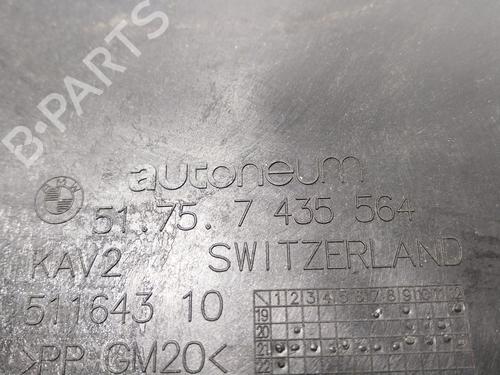 B-PARTS
autoneum
BMW
51.75. 7 435 564
KAV2 SWITZERLAND
511643 10
>PP GM20<
1 2 3 4 5 6 7 8 9 10 11 12
19
20
21
22